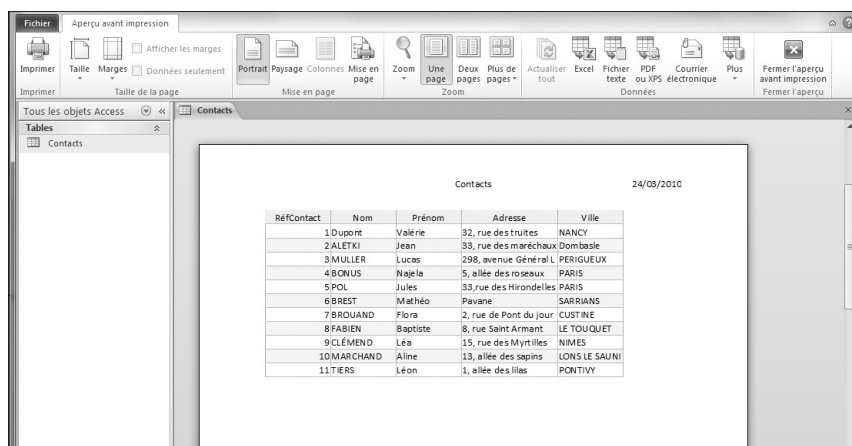 Fichier Aperçu avant impression
Afficher les marges
Données seulement
Imprimer Taille Marges Portrait Paysage Colonnes Mise en page Zoom Une page Deux pages Plus de pages Actualiser tout Excel Fichier texte PDF ou XPS Courrier électronique Plus Fermer l'aperçu avant impression
Imprimer Taille de la page Mise en page Zoom Données Fermer l'aperçu
Tous les objets Access « Contacts
Tables
Contacts
Contacts 24/03/2010
RéfContact Nom Prénom Adresse Ville
1 Dupont Valérie 32, rue des truites NANCY
2 ALETKI Jean 33, rue des maréchaux Dombasle
3 MULLER Lucas 298, avenue Général L PERIGUEUX
4 BONUS Najela 5, allée des roseaux PARIS
5 POL Jules 33,rue des Hirondelles PARIS
6 BREST Mathéo Pavane SARRIANS
7 BROUAND Flora 2, rue de Pont du jour CUSTINE
8 FABIEN Baptiste 8, rue Saint Armant LE TOUQUET
9 CLÉMEND Léa 15, rue des Myrtilles NIMES
10 MARCHAND Aline 13, allée des sapins LONS LE SAUNI
11 TIERS Léon 1, allée des lilas PONTIVY